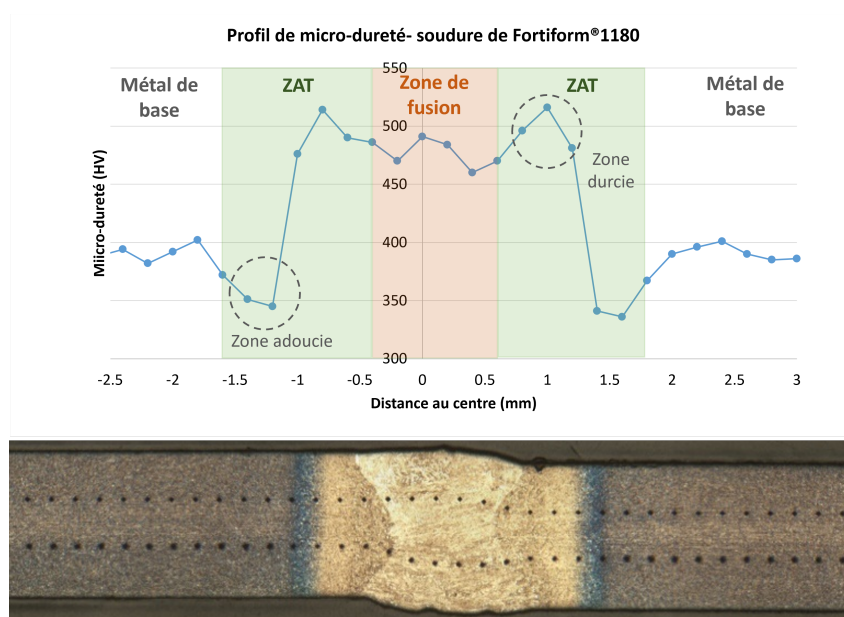 Profil de micro-dureté- soudure de Fortiform®1180
Métal de
base
ZAT
Zone de
fusion
ZAT
Métal de
base
Zone
durcie
Zone adoucie
Miicro-dureté (HV)
550
500
450
400
350
300
-2.5 -2 -1.5 -1 -0.5 0 0.5 1 1.5 2 2.5 3
Distance au centre (mm)